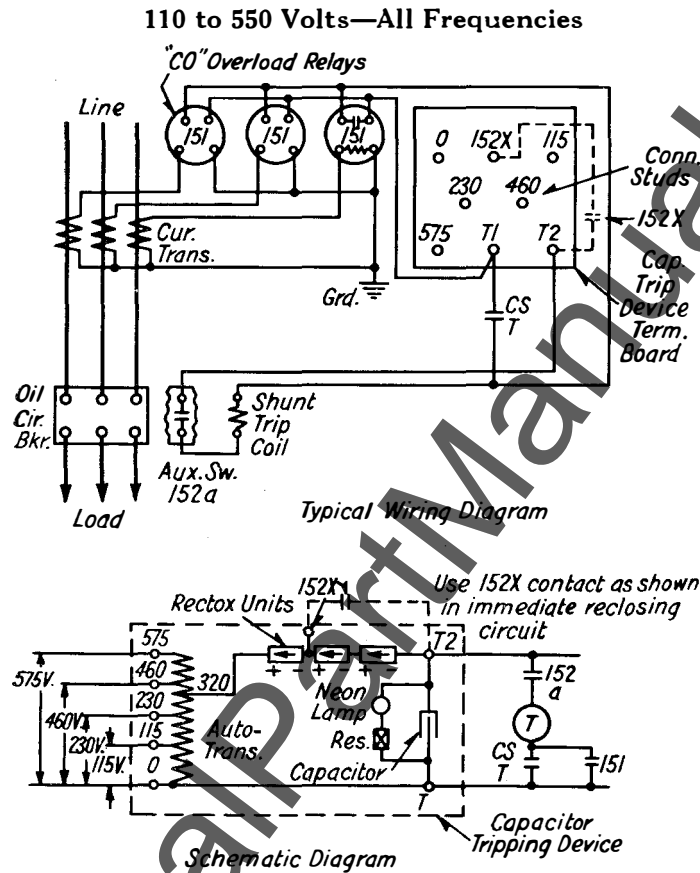 110 to 550 Volts—All Frequencies
"CO" Overload Relays
Line
151
151
151
0
152X
115
Conn.
Studs
230
460
152X
575
T1
T2
Cur.
Trans.
Grd.
Cap.
Trip
Device
Term.
Board
CS
T
Oil
Cir.
Bkr.
Shunt
Trip
Coil
Aux. Sw.
152a
Load
Typical Wiring Diagram
152X
Use 152X contact as shown
in immediate reclosing
circuit
Rectox Units
575
T2
460
320
+ - + - + -
575V.
460V.
230V.
115V.
230
115
0
Auto-
Trans.
Neon
Lamp
Res.
Capacitor
T
152
a
T
CS
T
151
Capacitor
Tripping Device
Schematic Diagram